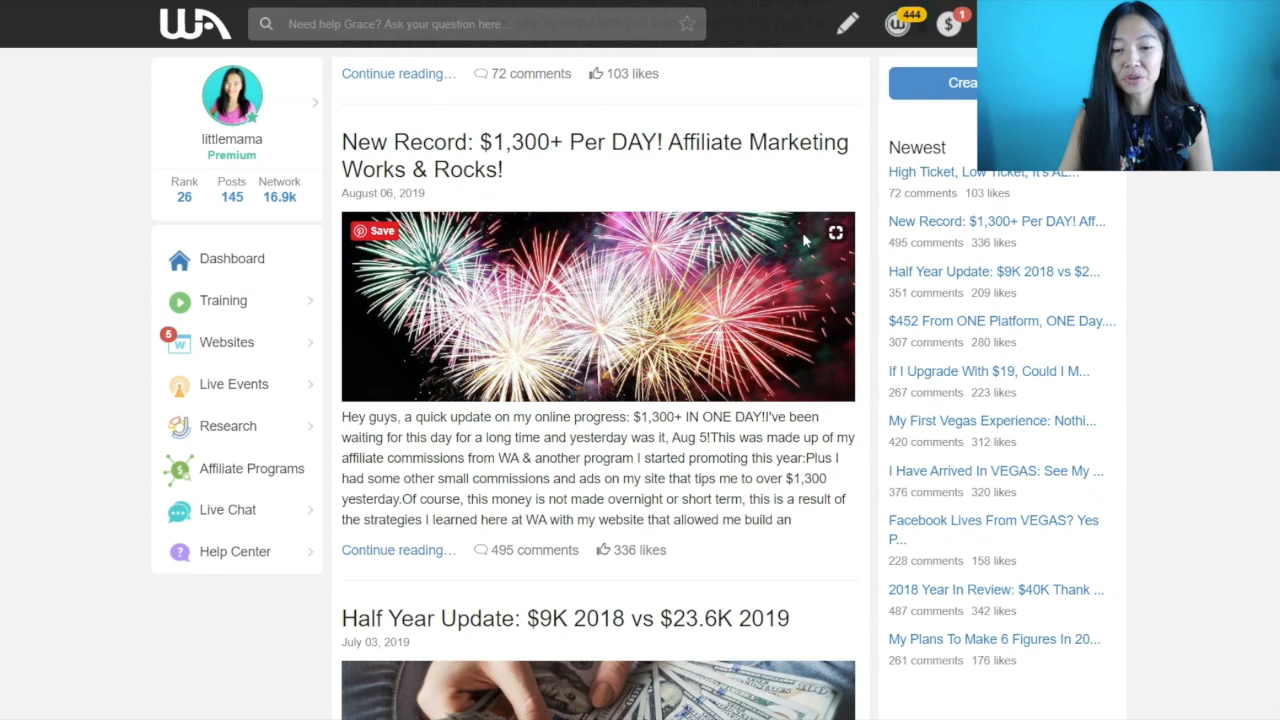 WA
Need help Grace? Ask your question here
444
1
littlemama
Premium
Rank
Posts
Network
26
145
16.9k
Dashboard
Training
5
W
Websites
Live Events
Research
Affiliate Programs
Live Chat
Help Center
Continue reading…
72 comments
103 likes
New Record: $1,300+ Per DAY! Affiliate Marketing
Works & Rocks!
August 06, 2019
Save
Hey guys, a quick update on my online progress: $1,300+ IN ONE DAY!I've been
waiting for this day for a long time and yesterday was it, Aug 5!This was made up of my
affiliate commissions from WA & another program I started promoting this year:Plus I
had some other small commissions and ads on my site that tips me to over $1,300
yesterday.Of course, this money is not made overnight or short term, this is a result of
the strategies I learned here at WA with my website that allowed me build an
Continue reading…
495 comments
336 likes
Half Year Update: $9K 2018 vs $23.6K 2019
July 03, 2019
Crea
Newest
High Ticket, Low Ticket, It's AL...
72 comments 103 likes
New Record: $1,300+ Per DAY! Aff...
495 comments 336 likes
Half Year Update: $9K 2018 vs $2...
351 comments 209 likes
$452 From ONE Platform, ONE Day....
307 comments 280 likes
If I Upgrade With $19, Could I M...
267 comments 223 likes
My First Vegas Experience: Nothi...
420 comments 312 likes
I Have Arrived In VEGAS: See My ...
376 comments 320 likes
Facebook Lives From VEGAS? Yes
P...
228 comments 158 likes
2018 Year In Review: $40K Thank ...
487 comments 342 likes
My Plans To Make 6 Figures In 20...
261 comments 176 likes